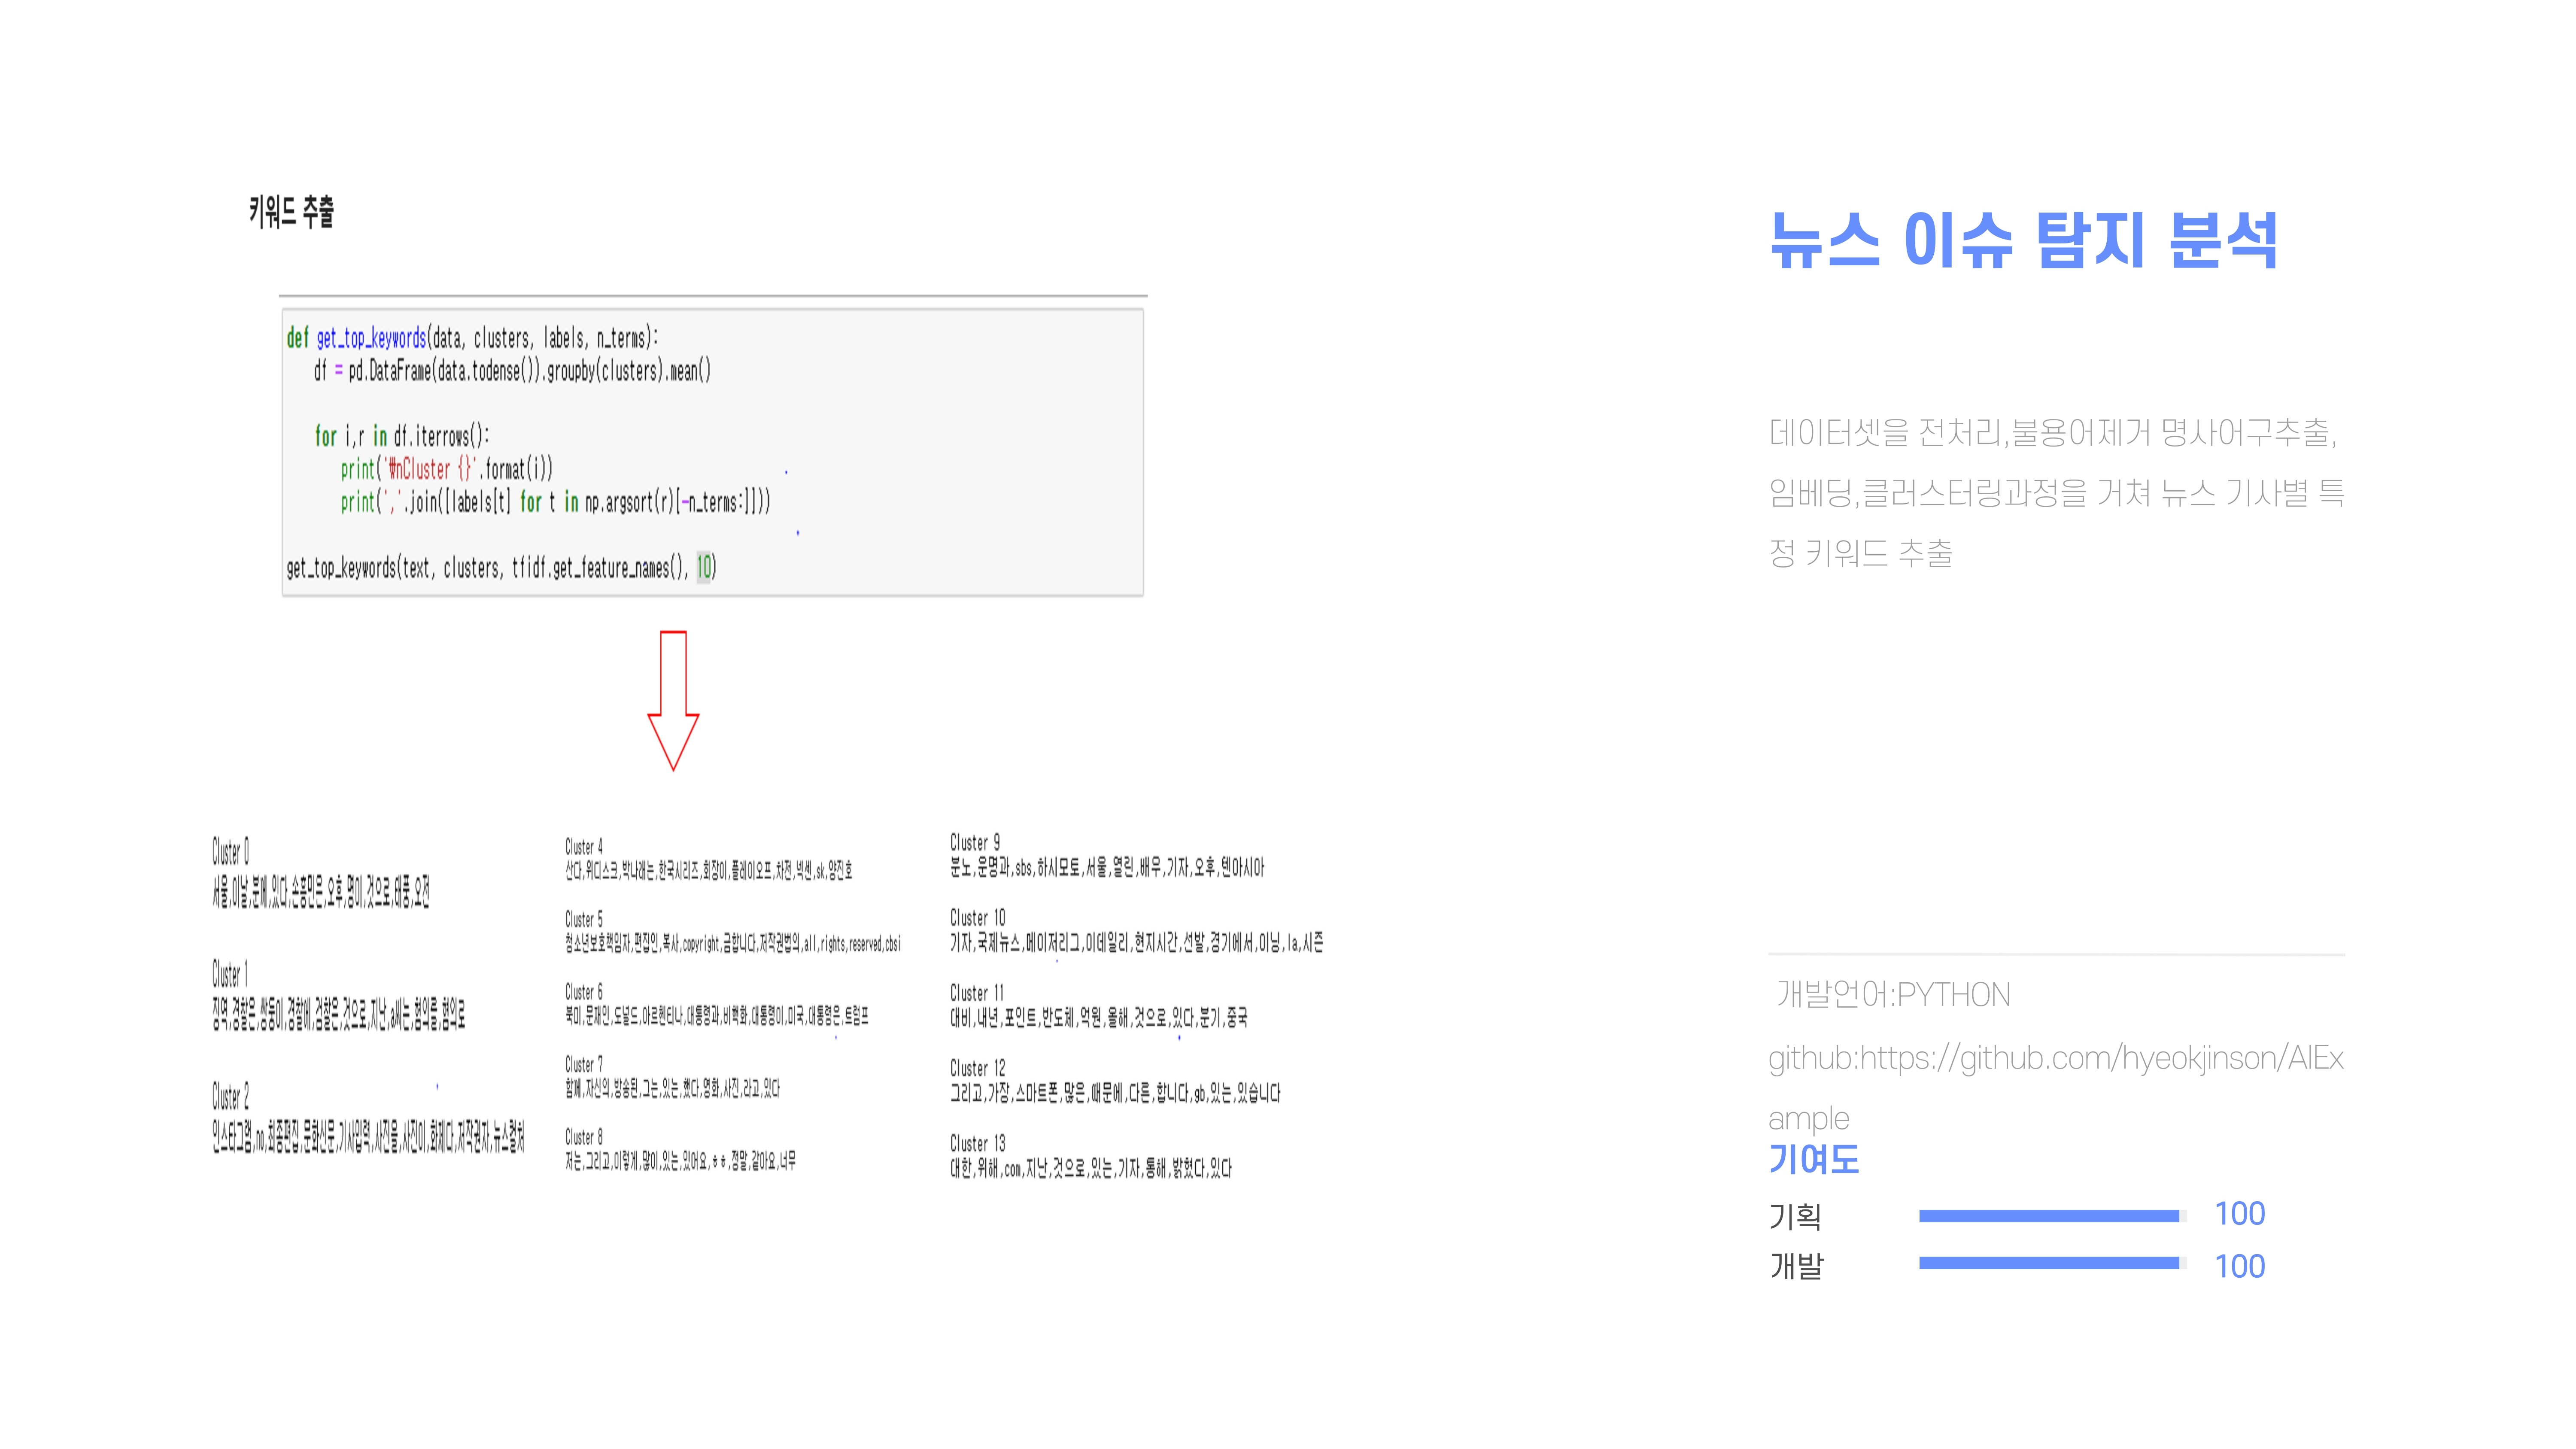 키워드 추출
def get_top_keywords(data, clusters, labels, n_terms):
df = pd.DataFrame(data.todense()).groupby(clusters).mean()
for i,r in df.iterrows():
print('₩nCluster {}'.format(i))
print(','.join([labels[t] for t in np.argsort(r)[-n_terms:]]))
get_top_keywords(text, clusters, tfidf.get_feature_names(), 10)
Cluster 0
서울,이날,분께,있다,손흥민은,오후,명이,것으로,태풍,오전
Cluster 1
징역,경찰은,쌍둥이,경찰에,검찰은,것으로,지난,a씨는,혐의를,혐의로
Cluster 2
인스타그램,no,최종편집,문화신문,기사입력,사진을,사진이,화제다,저작권자,뉴스컬처
Cluster 4
산다,위디스크,박나래는,한국시리즈,회장이,플레이오프,차전,넥센,sk,양진호
Cluster 5
청소년보호책임자,편집인,복사,copyright,금합니다,저작권법의,all,rights,reserved,cbsi
Cluster 6
북미,문재인,도널드,아르헨티나,대통령과,비핵화,대통령이,미국,대통령은,트럼프
Cluster 7
함께,자신의,방송된,그는,있는,했다,영화,사진,라고,있다
Cluster 8
저는,그리고,이렇게,많이,있는,있어요,ㅎㅎ,정말,같아요,너무
Cluster 9
분노,운명과,sbs,하시모토,서울,열린,배우,기자,오후,텐아시아
Cluster 10
기자,국제뉴스,메이저리그,이데일리,현지시간,선발,경기에서,이닝,la,시즌
Cluster 11
대비,내년,포인트,반도체,억원,올해,것으로,있다,분기,중국
Cluster 12
그리고,가장,스마트폰,많은,때문에,다른,합니다,gb,있는,있습니다
Cluster 13
대한,위해,com,지난,것으로,있는,기자,통해,밝혔다,있다
뉴스 이슈 탐지 분석
데이터셋을 전처리,불용어제거 명사어구추출,
임베딩,클러스터링과정을 거쳐 뉴스 기사별 특
정 키워드 추출
개발언어:PYTHON
github:https://github.com/hyeokjinson/AIEx
ample
기여도
기획 100
개발 100